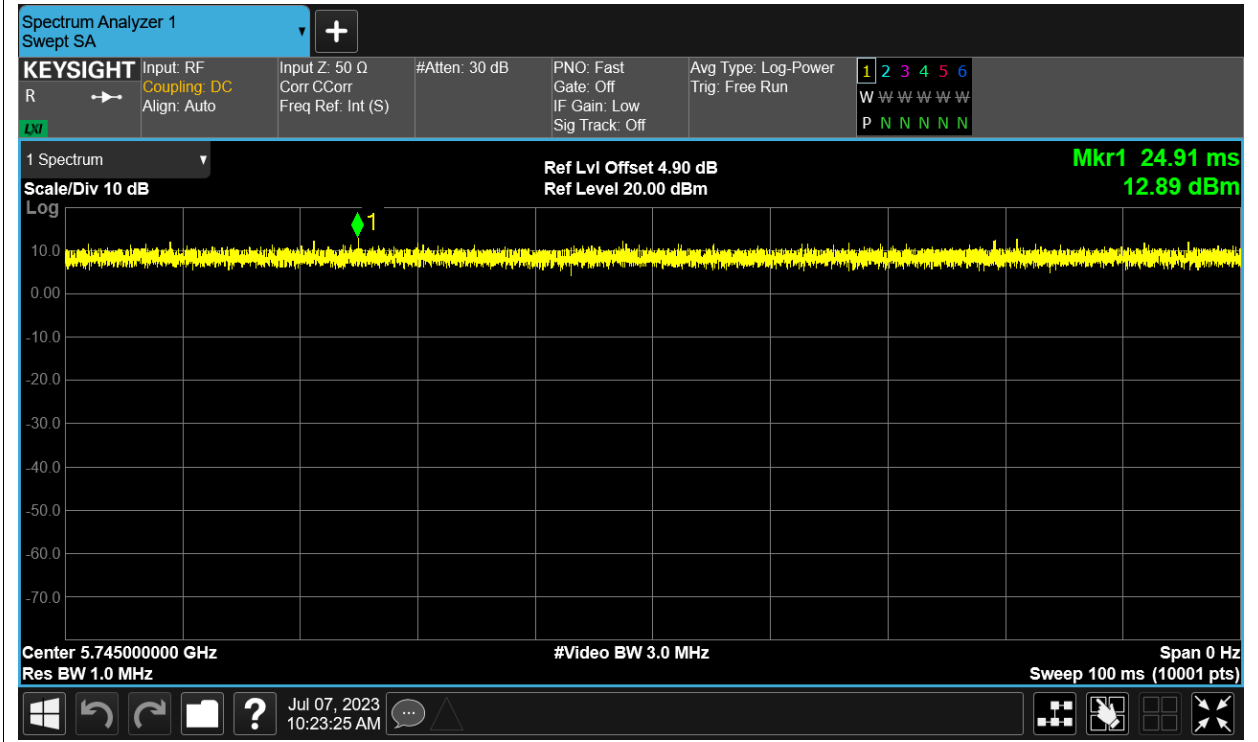 Spectrum Analyzer 1
Swept SA
KEYSIGHT
R
LXI
Input: RF
Coupling: DC
Align: Auto
Input Z: 50 Ω
Corr CCorr
Freq Ref: Int (S)
#Atten: 30 dB
PNO: Fast
Gate: Off
IF Gain: Low
Sig Track: Off
Avg Type: Log-Power
Trig: Free Run
1 2 3 4 5 6
W W W W W W
P N N N N N
1 Spectrum
Scale/Div 10 dB
Log
Ref Lvl Offset 4.90 dB
Ref Level 20.00 dBm
Mkr1 24.91 ms
12.89 dBm
1
10.0
0.00
-10.0
-20.0
-30.0
-40.0
-50.0
-60.0
-70.0
Center 5.745000000 GHz
Res BW 1.0 MHz
#Video BW 3.0 MHz
Span 0 Hz
Sweep 100 ms (10001 pts)
?
Jul 07, 2023
10:23:25 AM